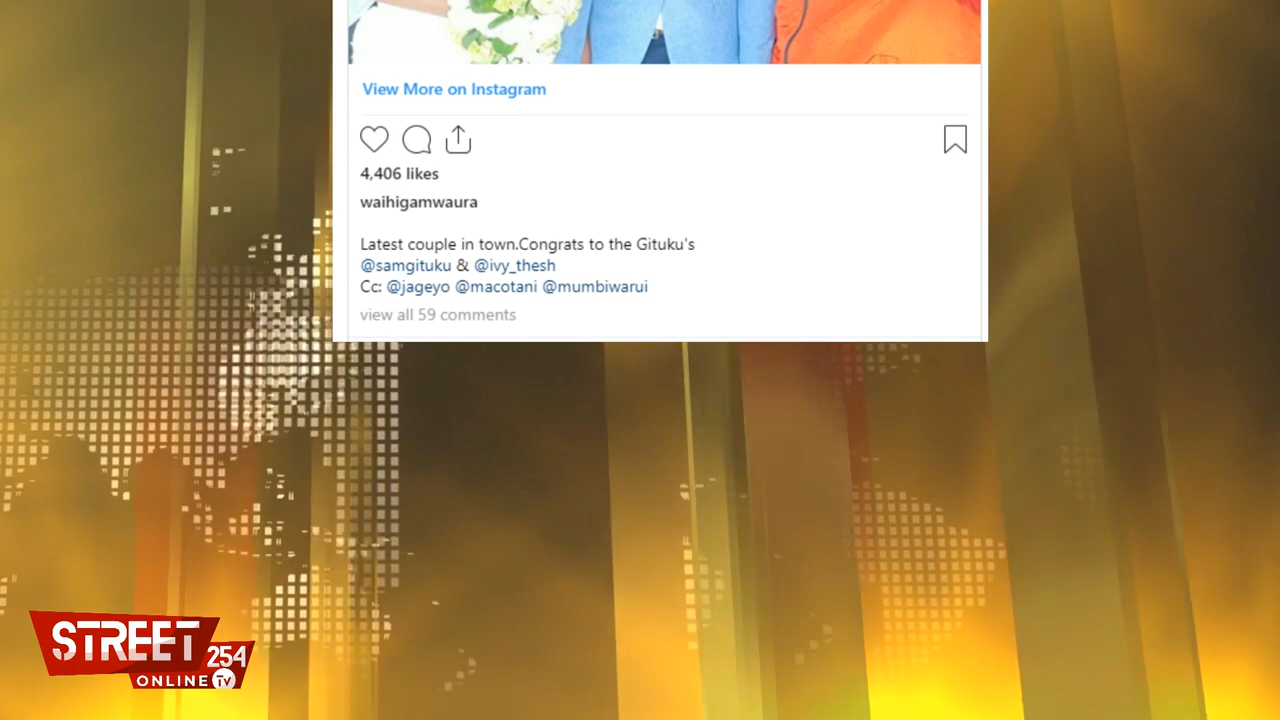 View More on Instagram
4,406 likes
waihigamwaura
Latest couple in town.Congrats to the Gituku's
@samgituku & @ivy_thesh
Cc: @jageyo @macotani @mumbiwarui
view all 59 comments
STREET
254
ONLINE TV